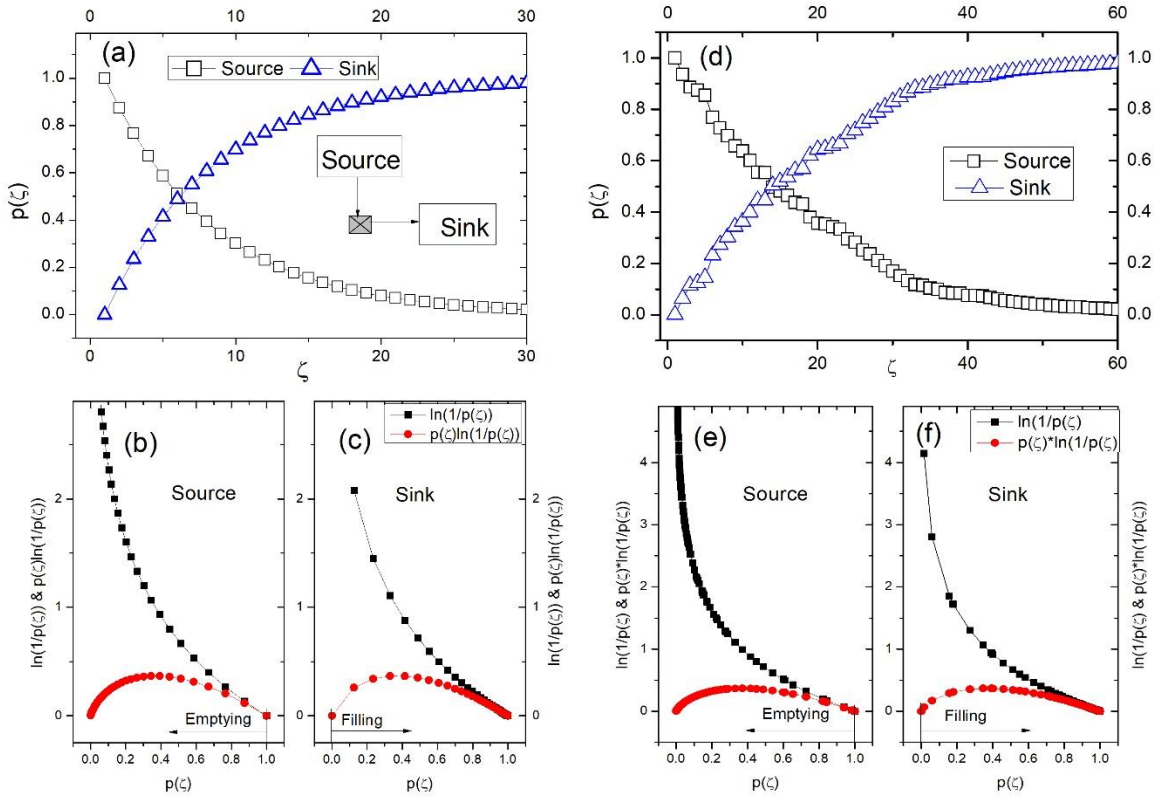 0 10 20 30
(a)
Source Sink
1.0
0.8
0.6
0.4
0.2
0.0
p(ζ)
Source
Sink
0 10 20 30
ζ
0 20 40 60
(d)
1.0 1.0
0.8 0.8
0.6 0.6
0.4 0.4
0.2 0.2
0.0 0.0
p(ζ)
Source
Sink
0 20 40 60
ζ
(b)
Source
2
1
0
ln(1/p(ζ)) & p(ζ)ln(1/p(ζ))
Emptying
0.0 0.2 0.4 0.6 0.8 1.0
p(ζ)
(c)
ln(1/p(ζ))
p(ζ)ln(1/p(ζ))
Sink
2
1
0
ln(1/p(ζ)) & p(ζ)ln(1/p(ζ))
Filling
0.0 0.2 0.4 0.6 0.8 1.0
p(ζ)
(e)
Source
4
3
2
1
0
ln(1/p(ζ) & p(ζ)*ln(1/p(ζ))
Emptying
0.0 0.2 0.4 0.6 0.8 1.0
p(ζ)
(f)
ln(1/p(ζ)
p(ζ)*ln(1/p(ζ)
Sink
4
3
2
1
0
ln(1/p(ζ) & p(ζ)*ln(1/p(ζ))
Filling
0.0 0.2 0.4 0.6 0.8 1.0
p(ζ)